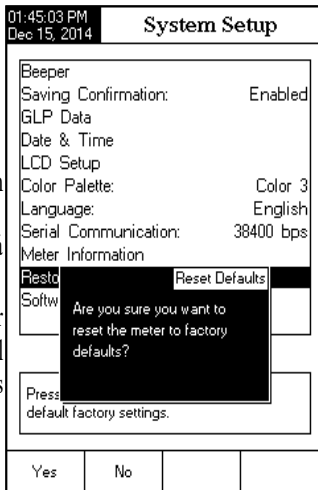 01:45:03 PM
Dec 15, 2014
System Setup
Beeper
Saving Confirmation: Enabled
GLP Data
Date & Time
LCD Setup
Color Palette: Color 3
Language: English
Serial Communication: 38400 bps
Meter Information
Resto
Reset Defaults
Softw
Are you sure you want to
reset the meter to factory
defaults?
Press
default factory settings.
Yes No